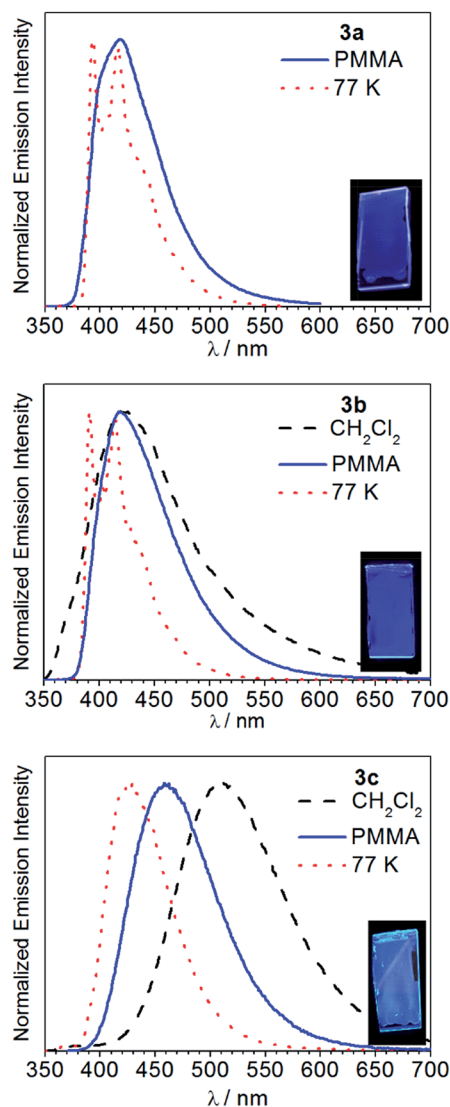 3a
PMMA
77 K
Normalized Emission Intensity
350 400 450 500 550 600 650 700
λ / nm
3b
CH₂Cl₂
PMMA
77 K
Normalized Emission Intensity
350 400 450 500 550 600 650 700
λ / nm
3c
CH₂Cl₂
PMMA
77 K
Normalized Emission Intensity
350 400 450 500 550 600 650 700
λ / nm